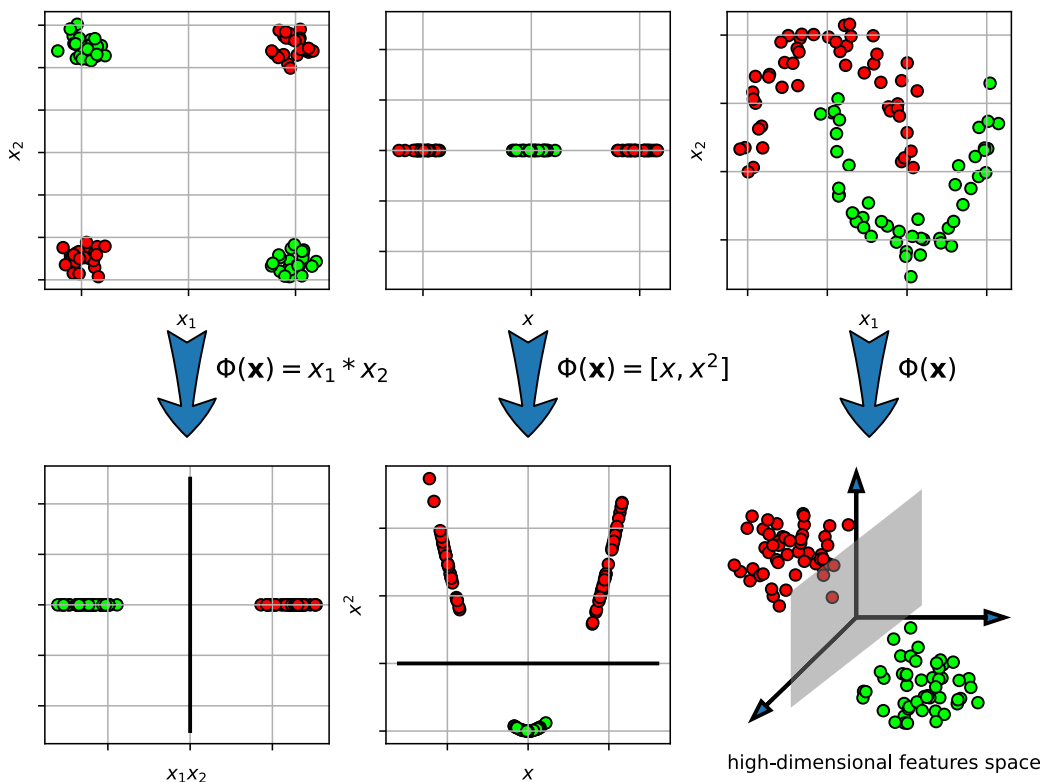 x₂
x₁
x
x₂
x₁
Φ(𝐱) = x₁ * x₂
Φ(𝐱) = [x, x²]
Φ(𝐱)
x₁x₂
x²
x
high-dimensional features space